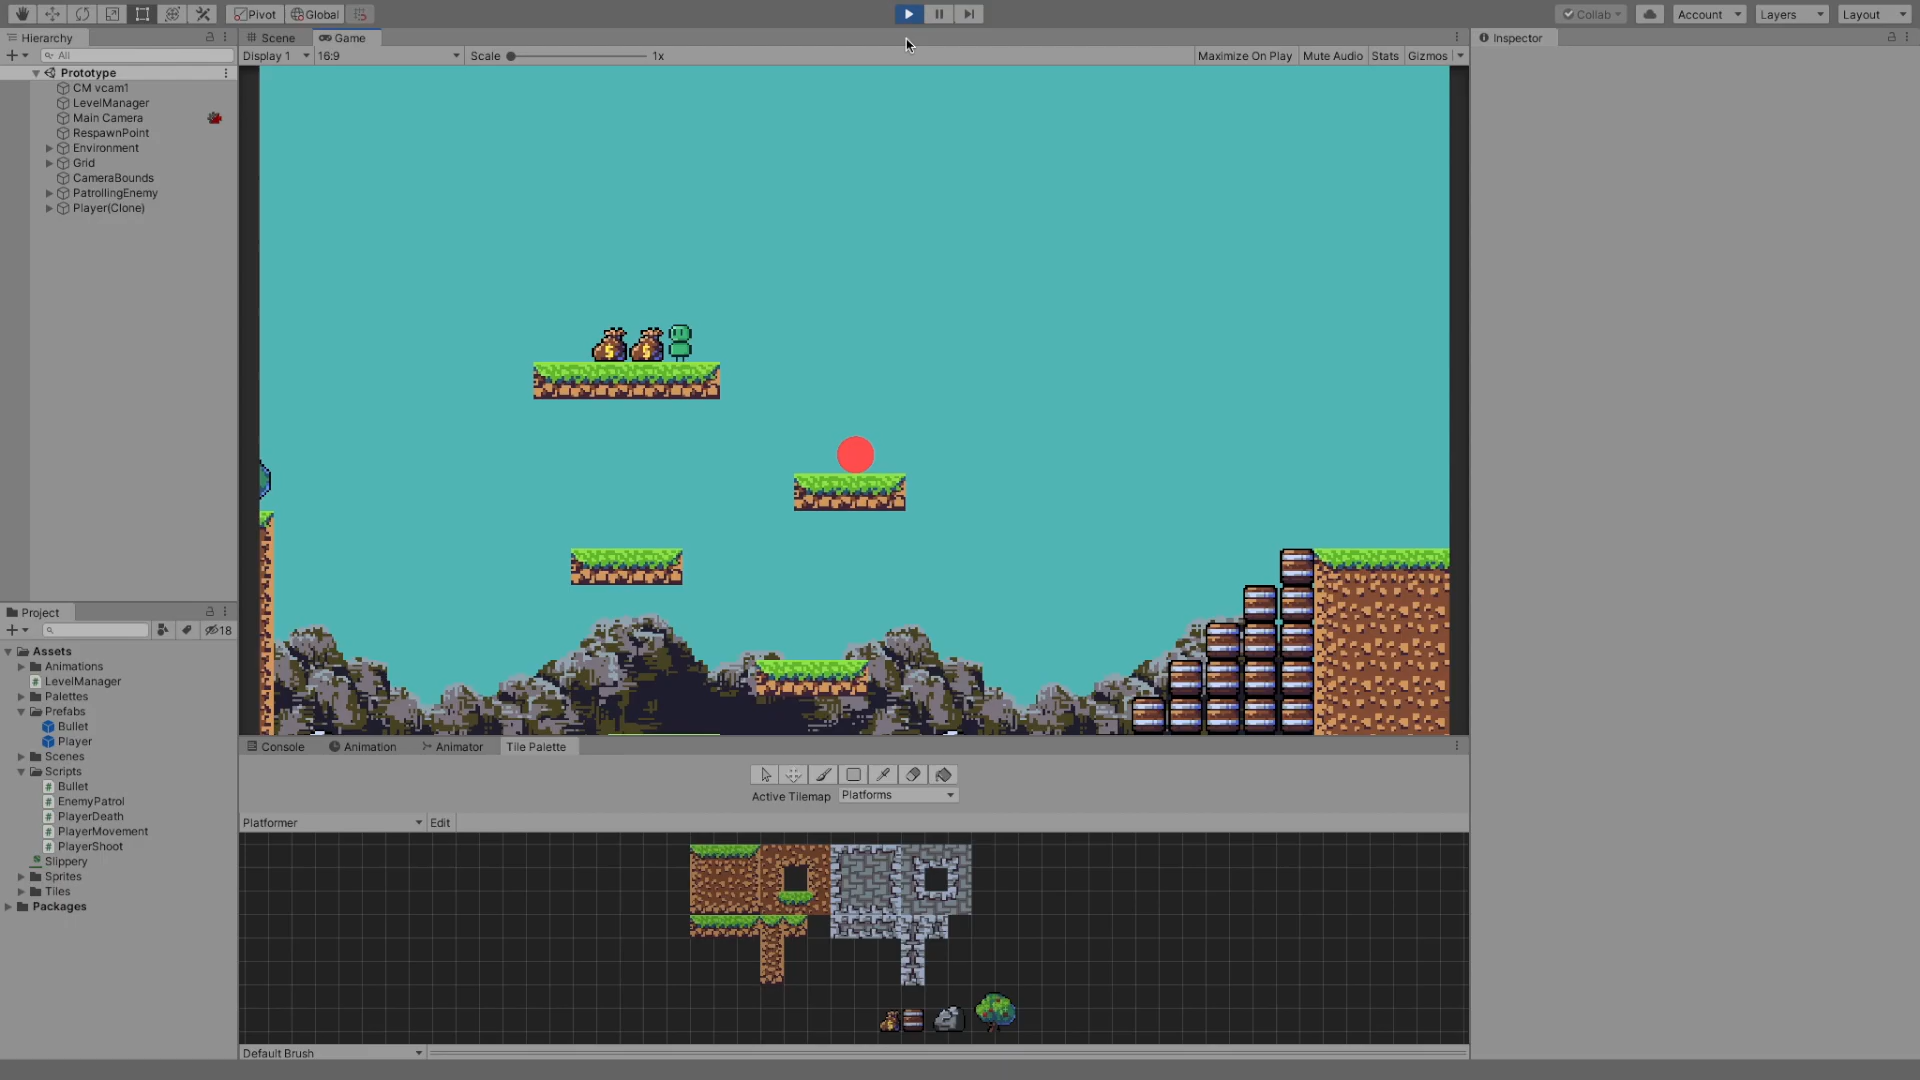 Pivot Global Collab Account Layers Layout
Hierarchy
All
Prototype
CM vcam1
LevelManager
Main Camera
RespawnPoint
Environment
Grid
CameraBounds
PatrollingEnemy
Player(Clone)
Scene Game
Display 1 16:9 Scale 1x Maximize On Play Mute Audio Stats Gizmos
Inspector
Project
18
Assets
Animations
LevelManager
Palettes
Prefabs
Bullet
Player
Scenes
Scripts
Bullet
EnemyPatrol
PlayerDeath
PlayerMovement
PlayerShoot
Slippery
Sprites
Tiles
Packages
Console Animation Animator Tile Palette
Active Tilemap Platforms
Platformer Edit
Default Brush